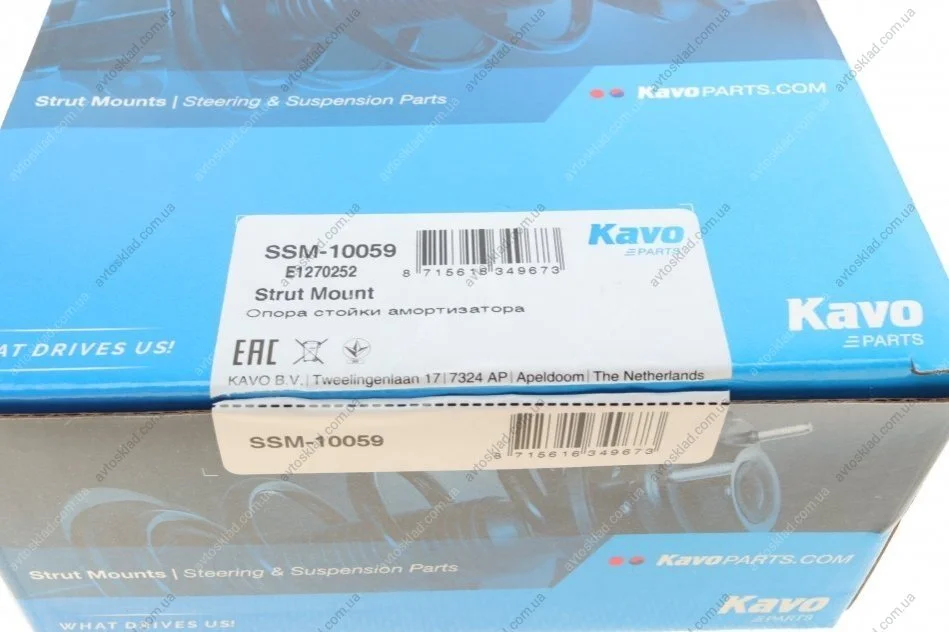 Strut Mounts | Steering & Suspension Parts
KavoPARTS.COM
SSM-10059
E1270252
Strut Mount
Опора стойки амортизатора
8 715616 349673
Kavo
PARTS
EAC
KAVO B.V. | Tweelingenlaan 17 | 7324 AP | Apeldoorn | The Netherlands
Kavo
PARTS
AT DRIVES US!
SSM-10059
8 715616 349673
Strut Mounts | Steering & Suspension Parts
KavoPARTS.COM
WHAT DRIVES US!
Kavo
PARTS
avtosklad.com.ua